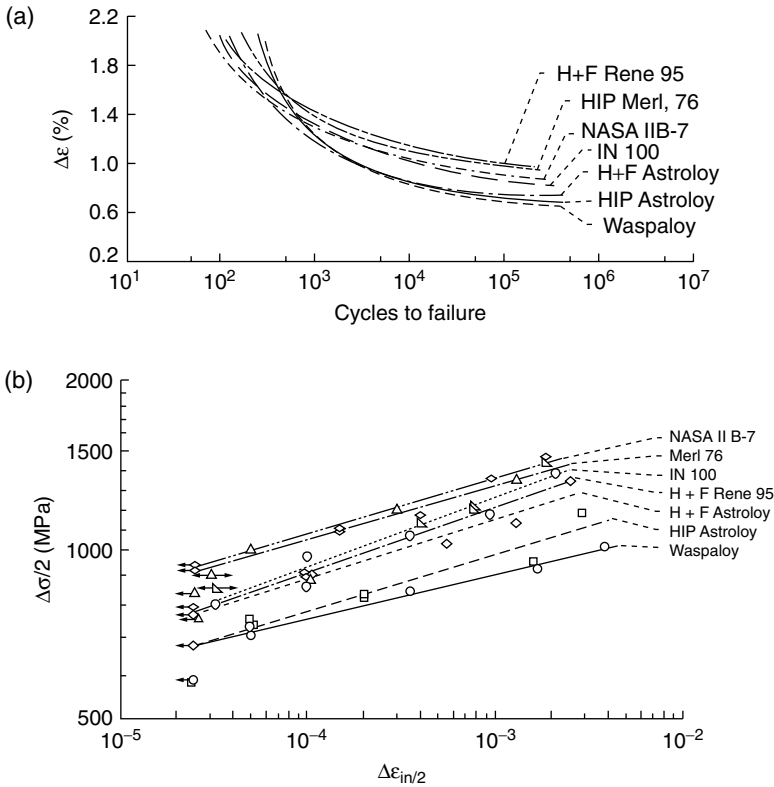 (a)
2.2
1.8
1.4
1.0
0.6
0.2
Δε (%)
10¹
10²
10³
10⁴
10⁵
10⁶
10⁷
Cycles to failure
H+F Rene 95
HIP Merl, 76
NASA IIB-7
IN 100
H+F Astroloy
HIP Astroloy
Waspaloy
(b)
2000
1500
1000
500
Δσ/2 (MPa)
10⁻⁵
10⁻⁴
10⁻³
10⁻²
Δεin/2
NASA II B-7
Merl 76
IN 100
H + F Rene 95
H + F Astroloy
HIP Astroloy
Waspaloy